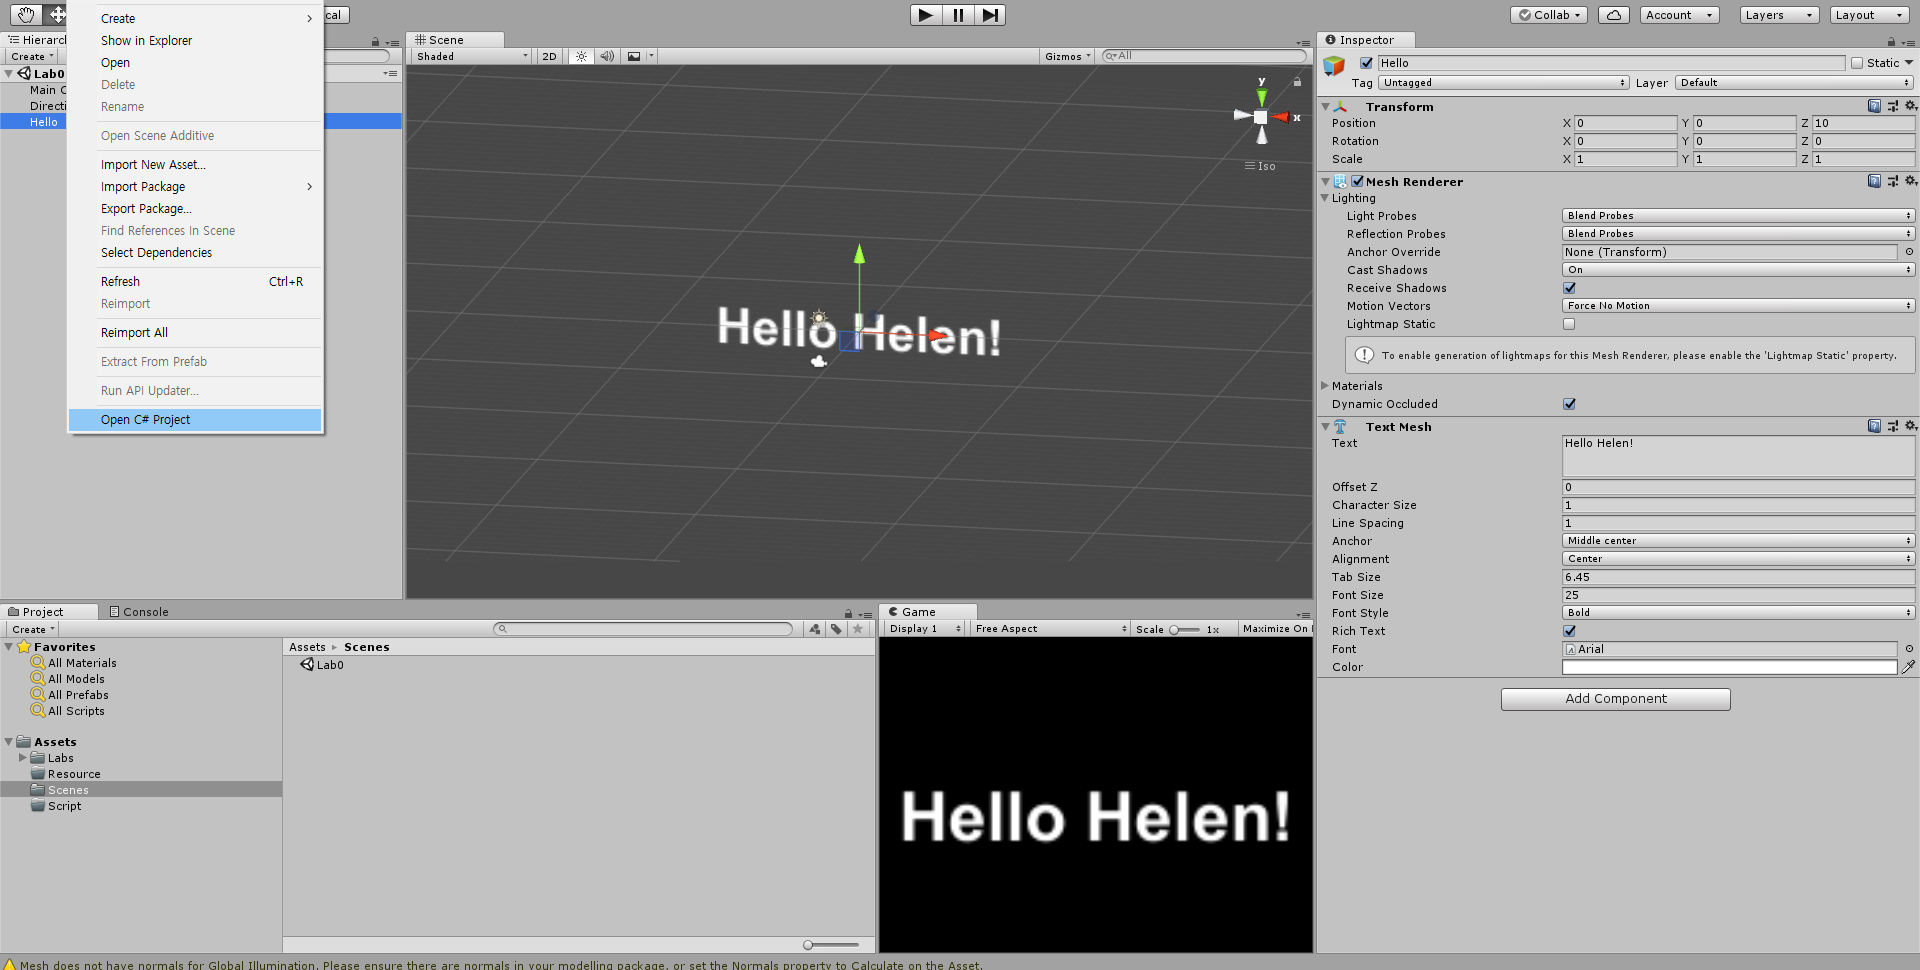 cal
Collab
Account
Layers
Layout
Create
Show in Explorer
Open
Delete
Rename
Open Scene Additive
Import New Asset...
Import Package
Export Package...
Find References In Scene
Select Dependencies
Refresh Ctrl+R
Reimport
Reimport All
Extract From Prefab
Run API Updater...
Open C# Project
Hierarch
Create
Lab0
Main C
Directi
Hello
Scene
Shaded 2D Gizmos All
y
x
Iso
Hello Helen!
Inspector
Hello Static
Tag Untagged Layer Default
Transform
Position X 0 Y 0 Z 10
Rotation X 0 Y 0 Z 0
Scale X 1 Y 1 Z 1
Mesh Renderer
Lighting
Light Probes Blend Probes
Reflection Probes Blend Probes
Anchor Override None (Transform)
Cast Shadows On
Receive Shadows
Motion Vectors Force No Motion
Lightmap Static
To enable generation of lightmaps for this Mesh Renderer, please enable the 'Lightmap Static' property.
Materials
Dynamic Occluded
Text Mesh
Text Hello Helen!
Offset Z 0
Character Size 1
Line Spacing 1
Anchor Middle center
Alignment Center
Tab Size 6.45
Font Size 25
Font Style Bold
Rich Text
Font Arial
Color
Add Component
Project Console
Create
Favorites
All Materials
All Models
All Prefabs
All Scripts
Assets
Labs
Resource
Scenes
Script
Assets Scenes
Lab0
Game
Display 1 Free Aspect Scale 1x Maximize On
Hello Helen!
Mesh does not have normals for Global Illumination. Please ensure there are normals in your modelling package, or set the Normals property to Calculate on the Asset.